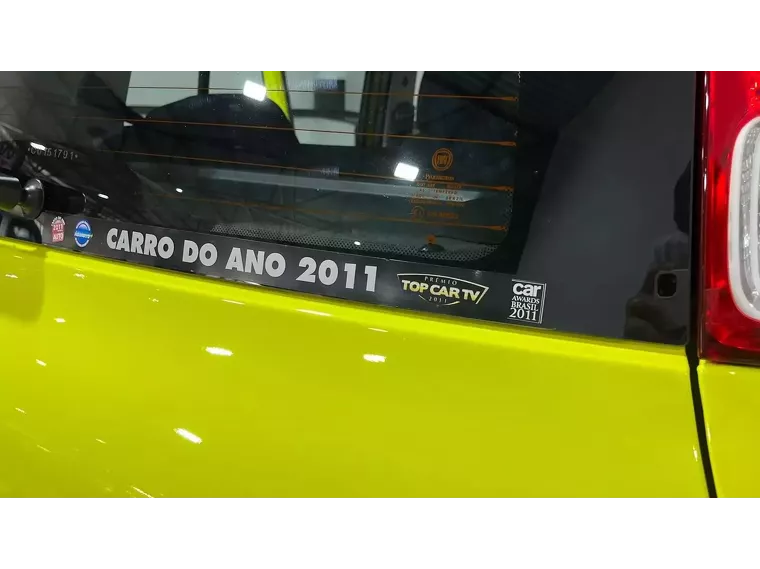 CARRO DO ANO 2011
PRÊMIO
TOP CAR TV
2011
car
AWARDS
BRASIL
2011